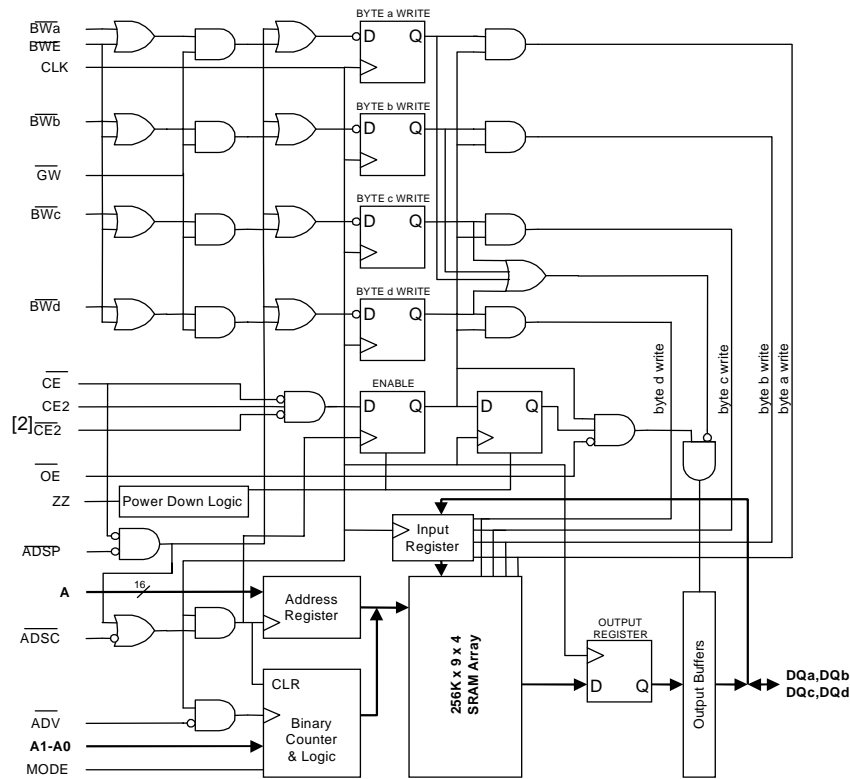 BYTE a WRITE
BWa
BWE
CLK
D Q
BYTE b WRITE
BWb
D Q
GW
BYTE c WRITE
BWc
D Q
BYTE d WRITE
BWd
D Q
byte d write
byte c write
byte b write
byte a write
CE
CE2
[2]CE2
ENABLE
D Q
D Q
OE
ZZ
Power Down Logic
Input
Register
ADSP
A
16
Address
Register
ADSC
256K x 9 x 4
SRAM Array
OUTPUT
REGISTER
D Q
Output Buffers
DQa,DQb
DQc,DQd
CLR
Binary
Counter
& Logic
ADV
A1-A0
MODE